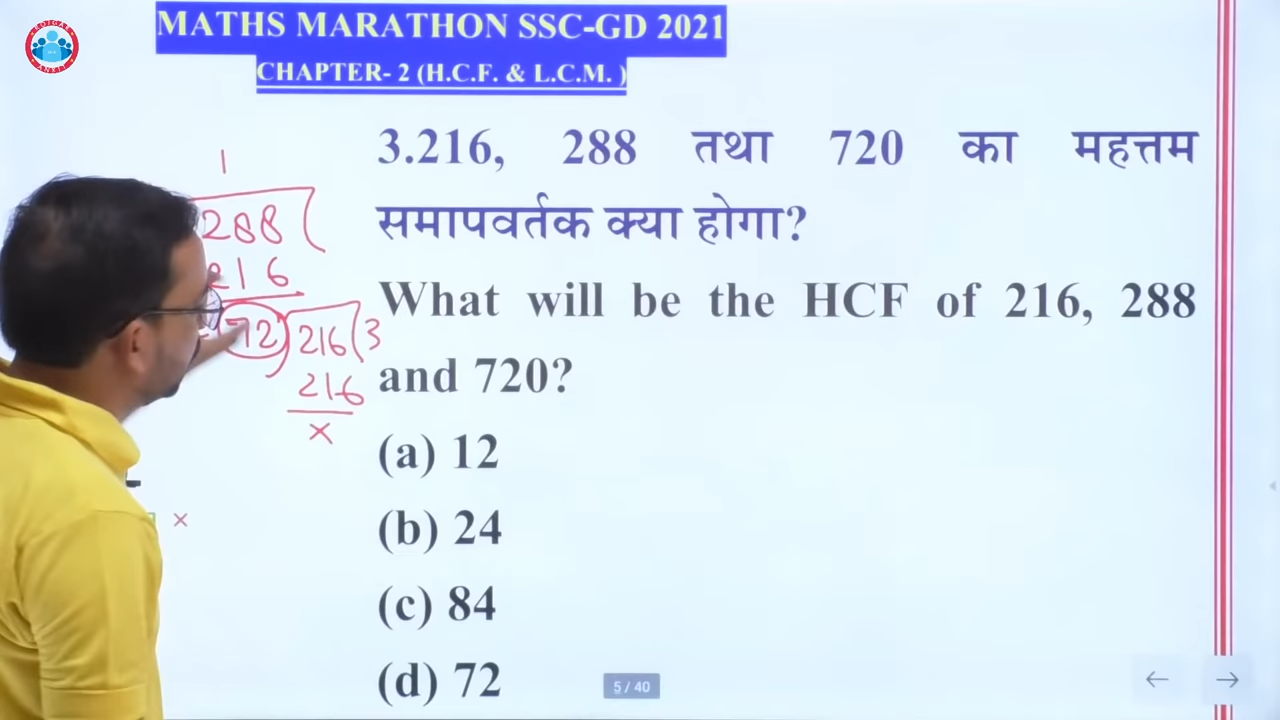 ROJGAR
ANKIT
MATHS MARATHON SSC-GD 2021
CHAPTER- 2 (H.C.F. & L.C.M. )
3.216, 288 तथा 720 का महत्तम
समापवर्तक क्या होगा?
What will be the HCF of 216, 288
and 720?
(a) 12
(b) 24
(c) 84
(d) 72
1
288(
216
72)216(3
216
×
×
5 / 40